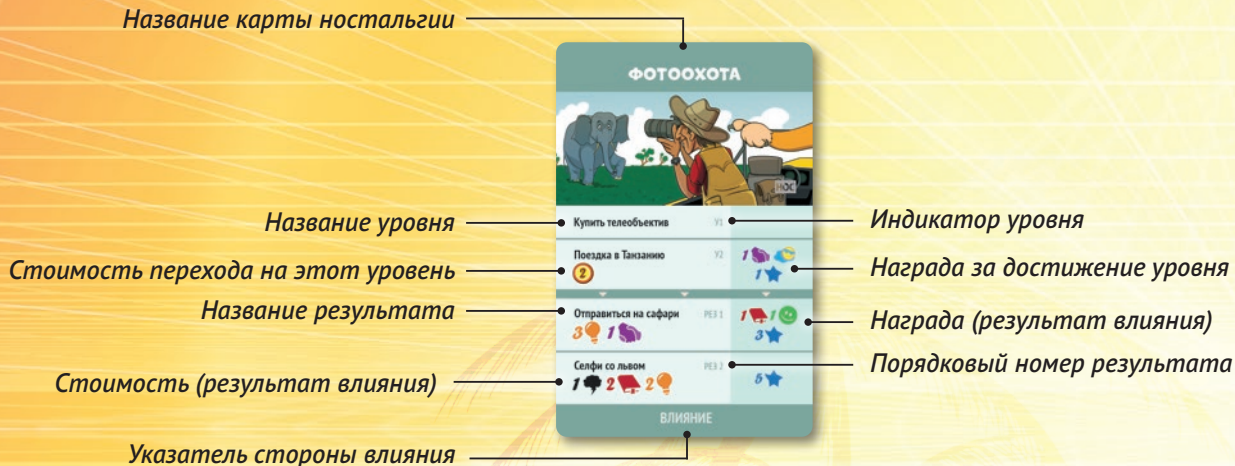 Название карты ностальгии
ФОТООХОТА
НОС
Название уровня
Купить телеобъектив У1
Индикатор уровня
Стоимость перехода на этот уровень
Поездка в Танзанию У2
2
1
1
Награда за достижение уровня
Название результата
Отправиться на сафари РЕЗ 1
3 1
1 1
3
Награда (результат влияния)
Стоимость (результат влияния)
Селфи со львом РЕЗ 2
1 2 2
5
Порядковый номер результата
ВЛИЯНИЕ
Указатель стороны влияния